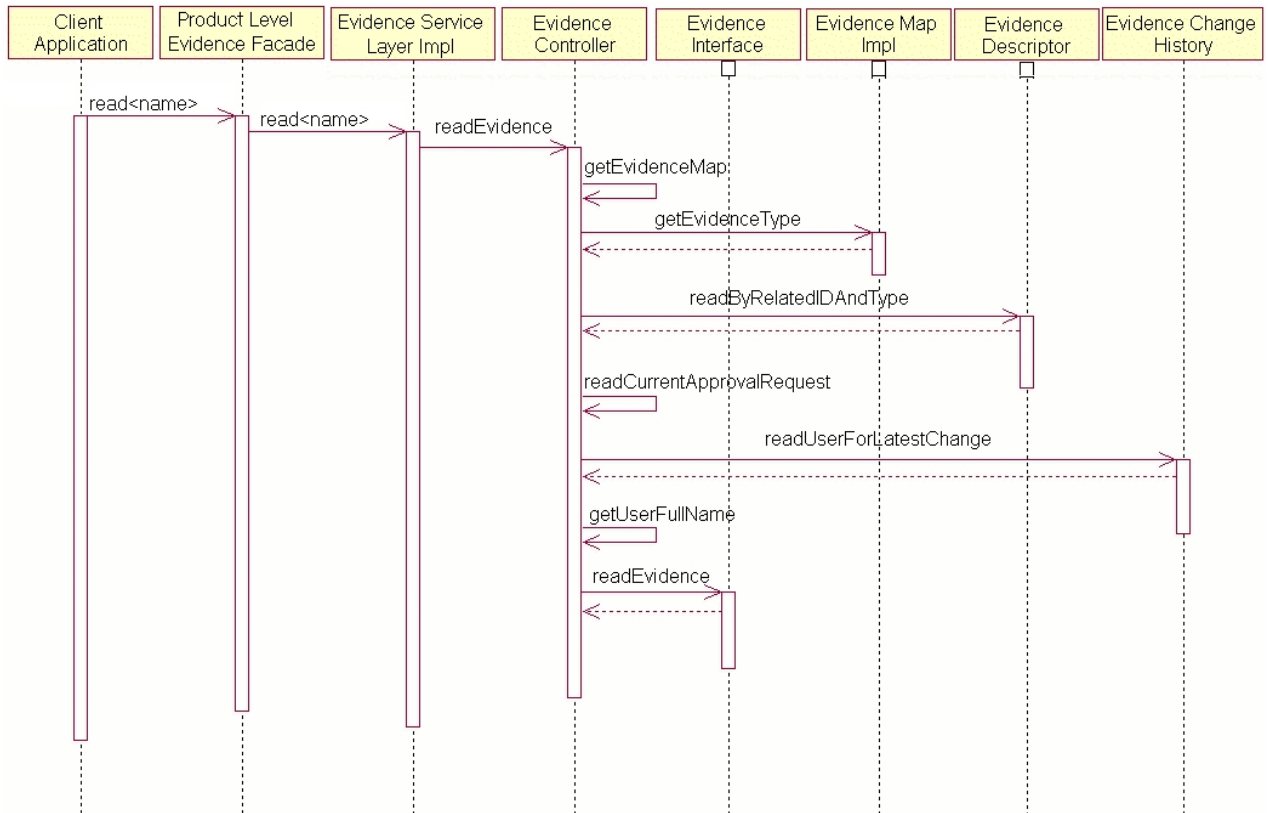 Client
Application
Product Level
Evidence Facade
Evidence Service
Layer Impl
Evidence
Controller
Evidence
Interface
Evidence Map
Impl
Evidence
Descriptor
Evidence Change
History
read<name>
read<name>
readEvidence
getEvidenceMap
getEvidenceType
readByRelatedIDAndType
readCurrentApprovalRequest
readUserForLatestChange
getUserFullName
readEvidence